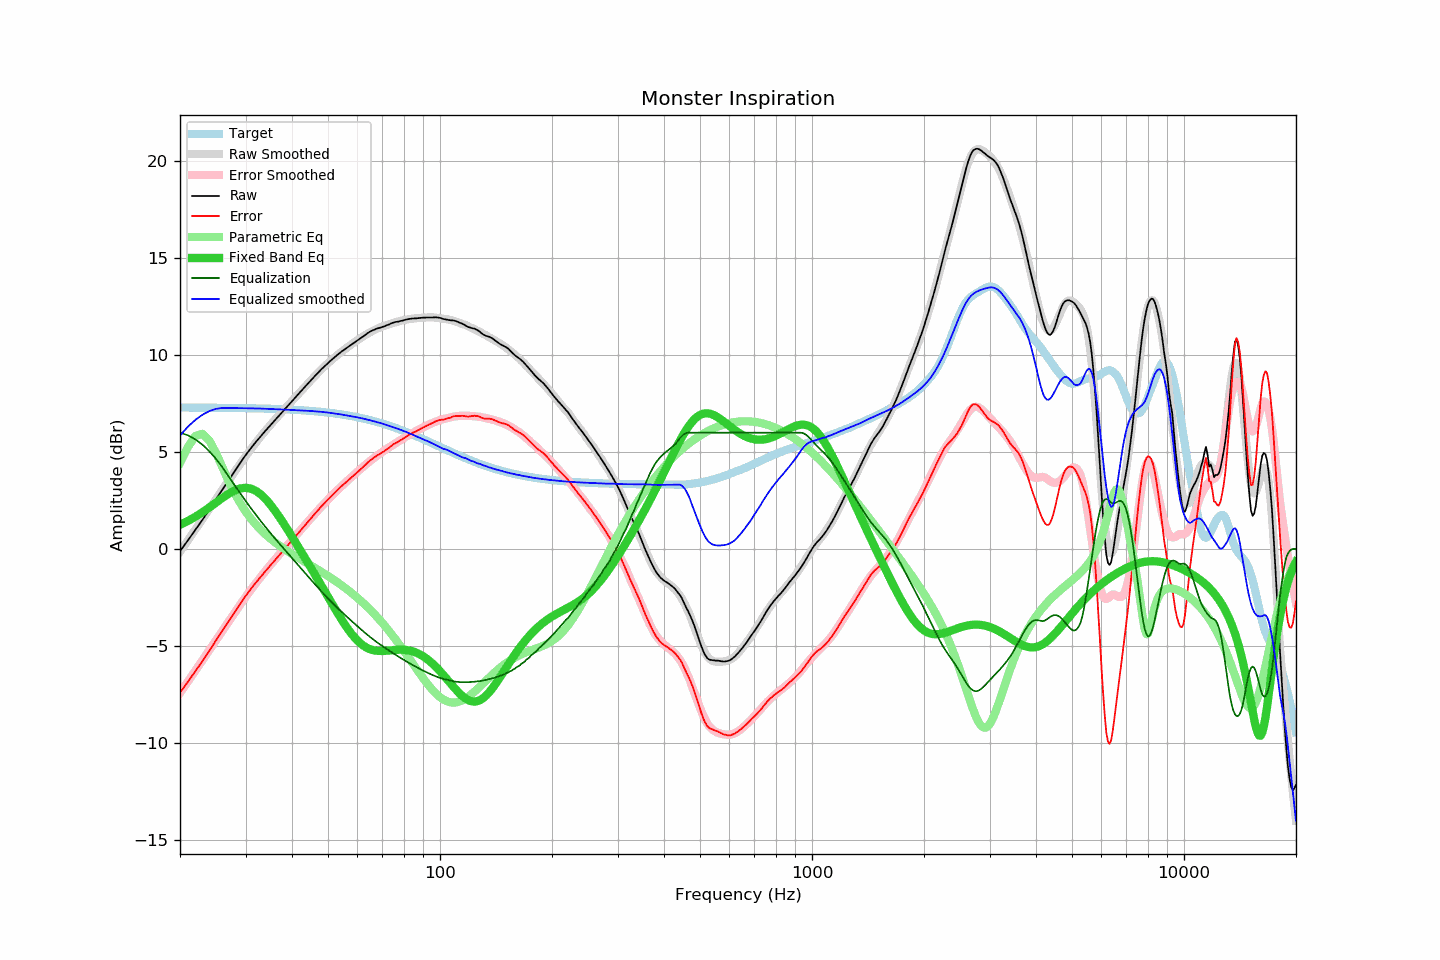 Monster Inspiration
Target
Raw Smoothed
Error Smoothed
Raw
Error
Parametric Eq
Fixed Band Eq
Equalization
Equalized smoothed
20
15
10
5
0
−5
−10
−15
Amplitude (dBr)
100 1000 10000
Frequency (Hz)